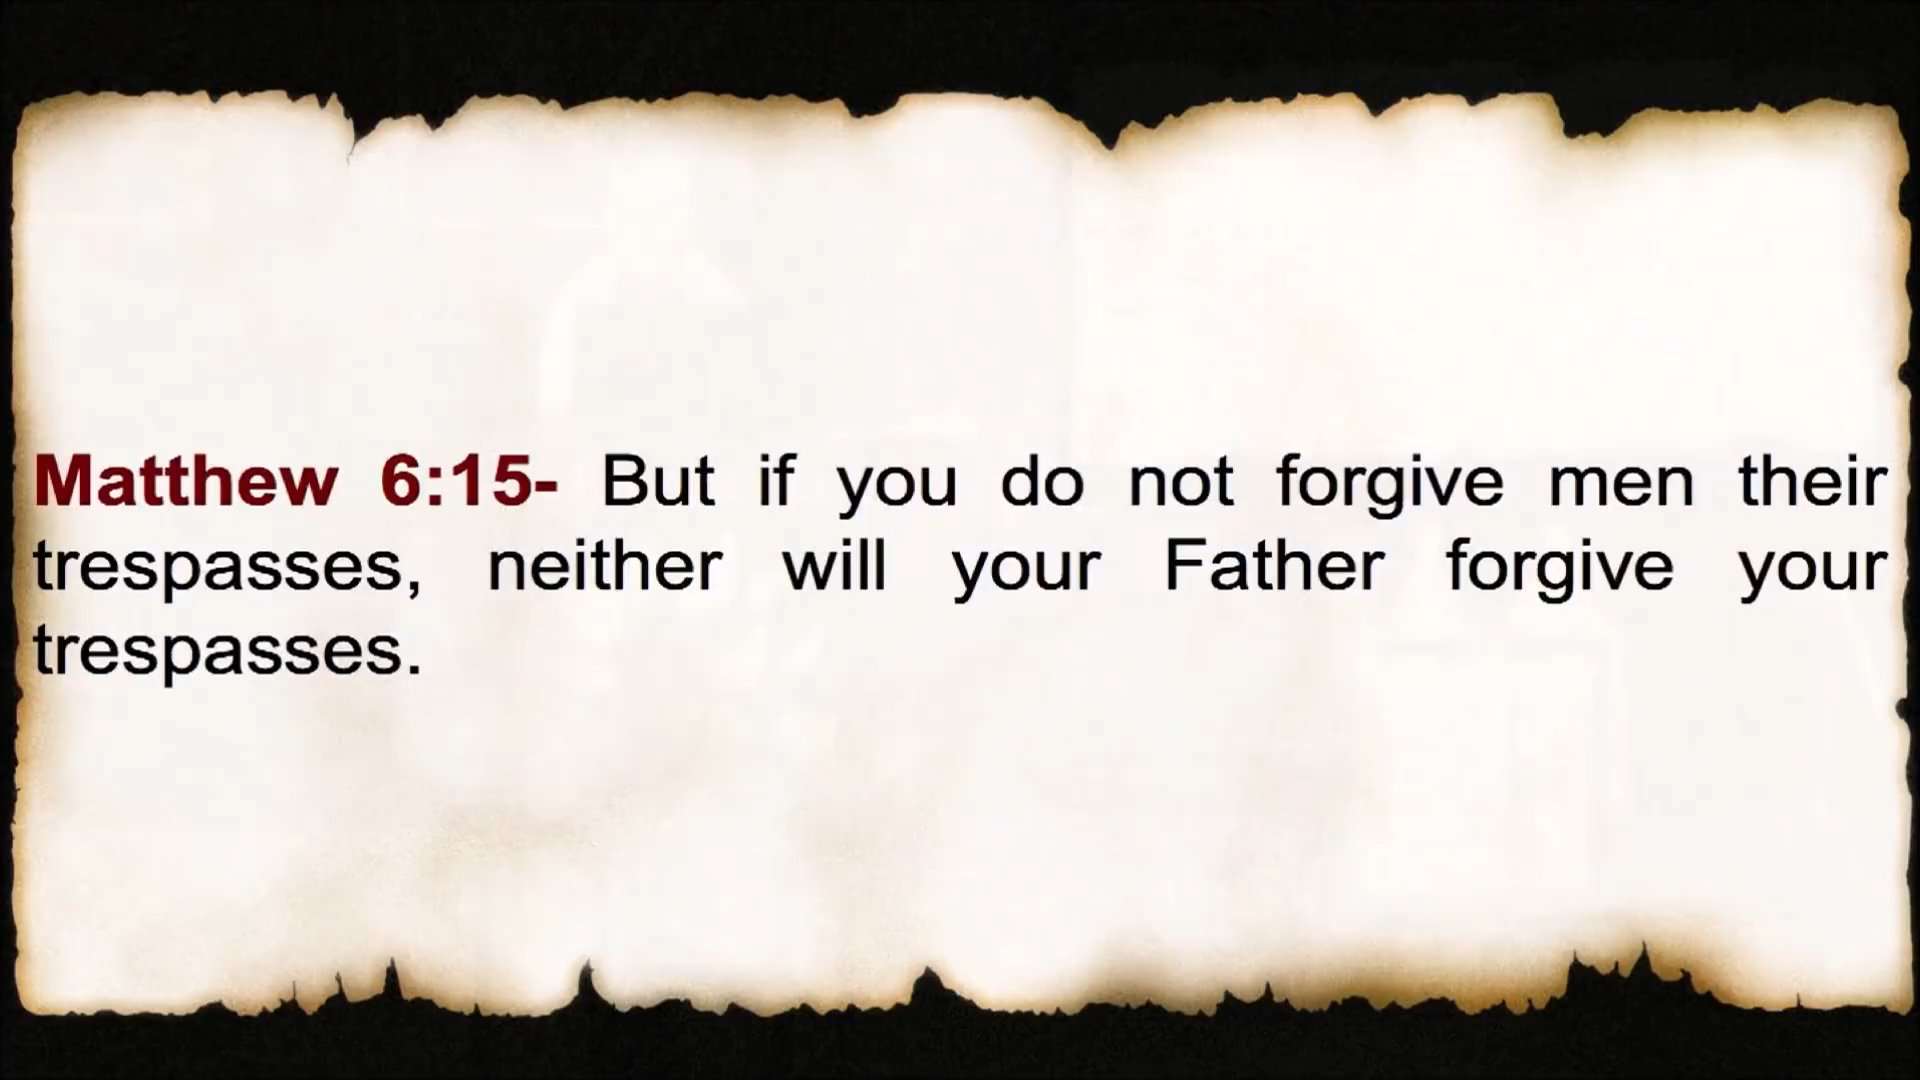 Matthew 6:15- But if you do not forgive men their
trespasses, neither will your Father forgive your
trespasses.